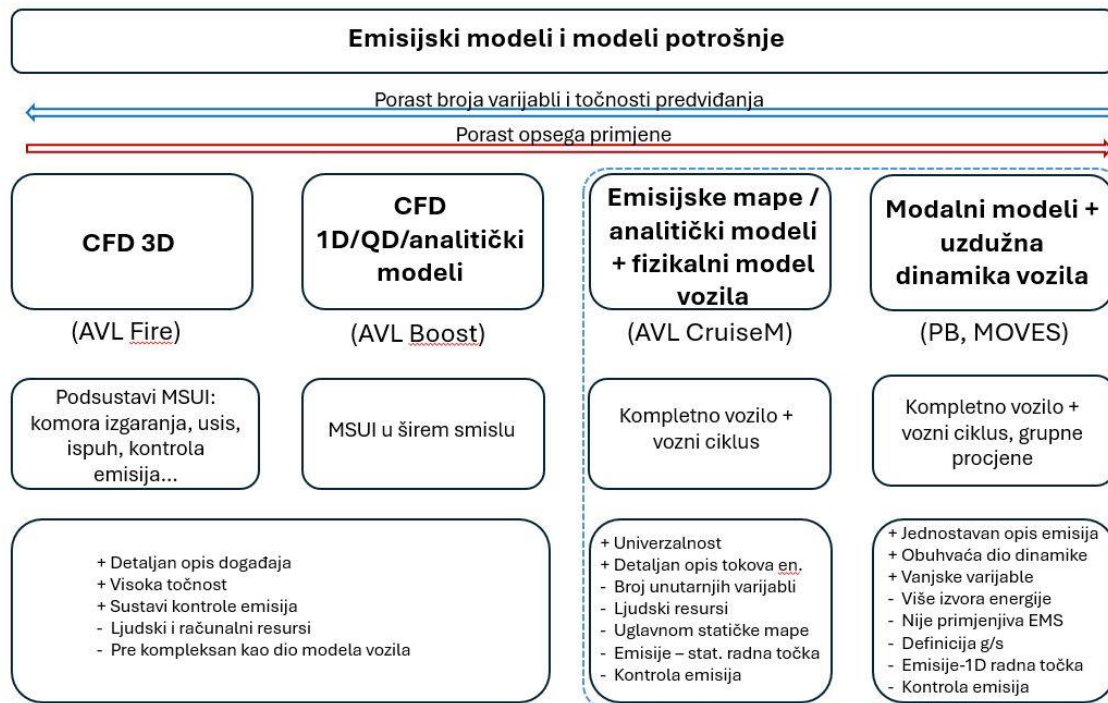 Emisijski modeli i modeli potrošnje
Porast broja varijabli i točnosti predviđanja
Porast opsega primjene
CFD 3D
(AVL Fire)
Podsustavi MSUI:
komora izgaranja, usis,
ispuh, kontrola
emisija...
CFD
1D/QD/analitički
modeli
(AVL Boost)
MSUI u širem smislu
+ Detaljan opis događaja
+ Visoka točnost
+ Sustavi kontrole emisija
- Ljudski i računalni resursi
- Pre kompleksan kao dio modela vozila
Emisijske mape /
analitički modeli
+ fizikalni model
vozila
(AVL CruiseM)
Kompletno vozilo +
vozni ciklus
+ Univerzalnost
+ Detaljan opis tokova en.
- Broj unutarnjih varijabli
- Ljudski resursi
- Uglavnom statičke mape
- Emisije – stat. radna točka
- Kontrola emisija
Modalni modeli +
uzdužna
dinamika vozila
(PB, MOVES)
Kompletno vozilo +
vozni ciklus, grupne
procjene
+ Jednostavan opis emisija
+ Obuhvaća dio dinamike
+ Vanjske varijable
- Više izvora energije
- Nije primjenjiva EMS
- Definicija g/s
- Emisije-1D radna točka
- Kontrola emisija